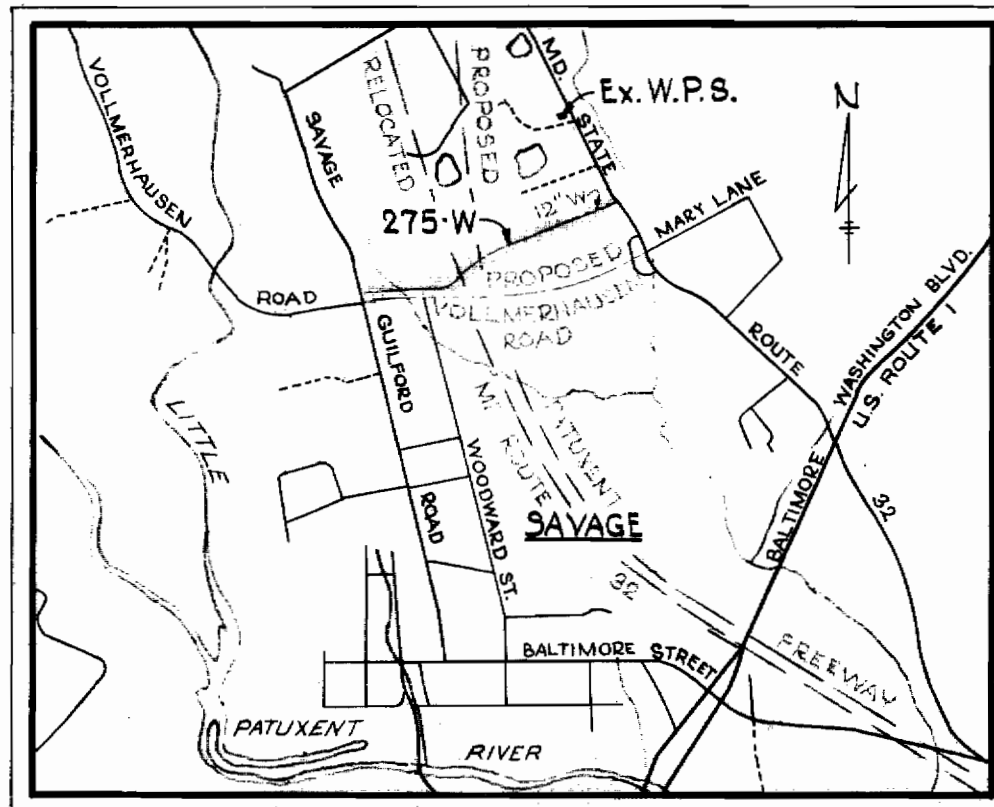 VOLLMERHAUSEN
ROAD
SAVAGE
GUILFORD
ROAD
RELOCATED
PROPOSED
MD. STATE ROUTE 32
Ex. W.P.S.
N
12" W
275-W
MARY LANE
PROPOSED
VOLLMERHAUSEN
ROAD
BALTIMORE WASHINGTON BLVD.
U.S. ROUTE 1
LITTLE
PATUXENT
RIVER
WOODWARD ST.
ROUTE
PATUXENT
SAVAGE
32
FREEWAY
BALTIMORE STREET